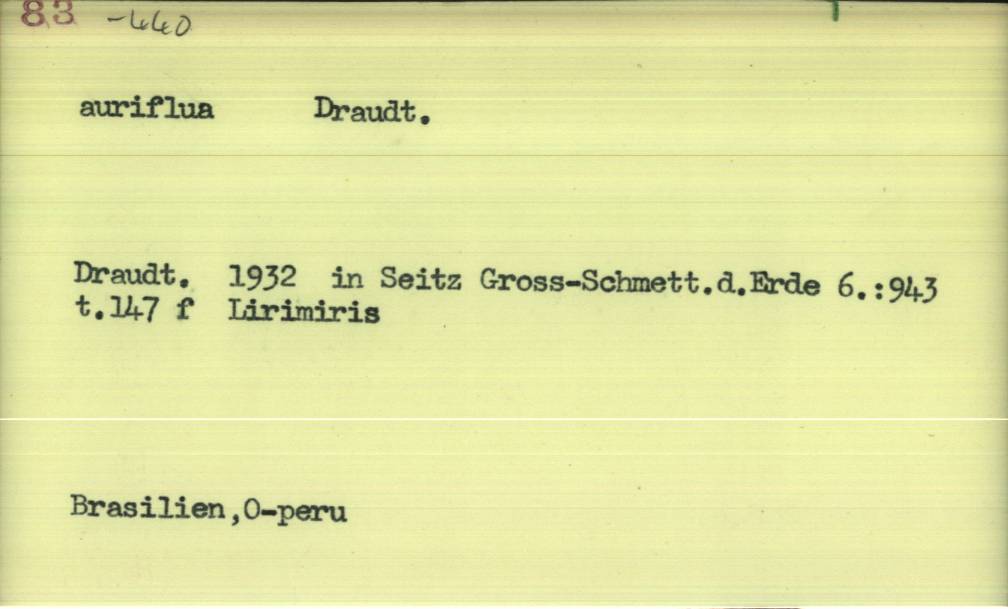 83 -440
auriflua Draudt.
Draudt. 1932 in Seitz Gross-Schmett.d.Erde 6.:943
t.147 f Lirimiris
Brasilien,O-peru